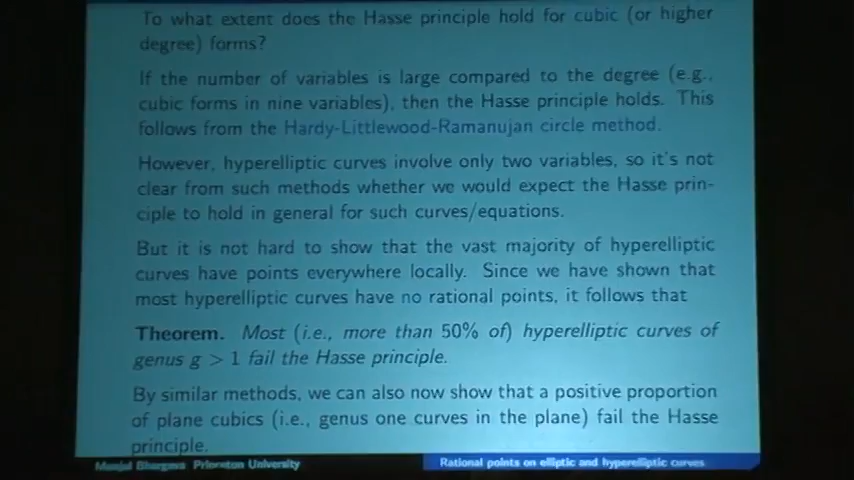 To what extent does the Hasse principle hold for cubic (or higher
degree) forms?
If the number of variables is large compared to the degree (e.g.,
cubic forms in nine variables), then the Hasse principle holds. This
follows from the Hardy-Littlewood-Ramanujan circle method.
However, hyperelliptic curves involve only two variables, so it's not
clear from such methods whether we would expect the Hasse prin-
ciple to hold in general for such curves/equations.
But it is not hard to show that the vast majority of hyperelliptic
curves have points everywhere locally. Since we have shown that
most hyperelliptic curves have no rational points, it follows that
Theorem. Most (i.e., more than 50% of) hyperelliptic curves of
genus g > 1 fail the Hasse principle.
By similar methods, we can also now show that a positive proportion
of plane cubics (i.e., genus one curves in the plane) fail the Hasse
principle.
Manjul Bhargava Princeton University
Rational points on elliptic and hyperelliptic curves